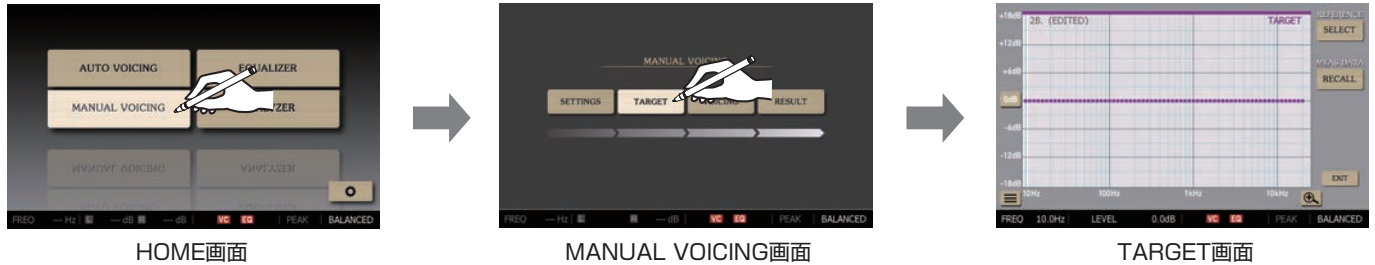 AUTO VOICING
EQUALIZER
MANUAL VOICING
FREQ --- Hz L --- dB R --- dB VC EQ PEAK BALANCED
HOME画面
MANUAL VOICING
SETTINGS
TARGET
RESULT
FREQ --- Hz L R --- dB VC EQ PEAK BALANCED
MANUAL VOICING画面
+18dB
28. (EDITED)
TARGET
REFERENCE
SELECT
+12dB
MEAS DATA
+6dB
RECALL
0dB
-6dB
-12dB
EXIT
-18dB
10Hz
100Hz
1kHz
10kHz
FREQ 10.0Hz LEVEL 0.0dB VC EQ PEAK BALANCED
TARGET画面